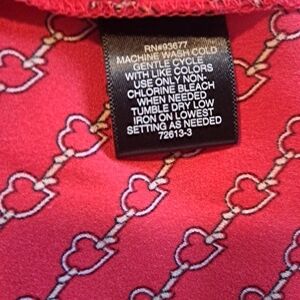 RN#93677
MACHINE WASH COLD
GENTLE CYCLE
WITH LIKE COLORS
USE ONLY NON-
CHLORINE BLEACH
WHEN NEEDED
TUMBLE DRY LOW
IRON ON LOWEST
SETTING AS NEEDED
72613-3